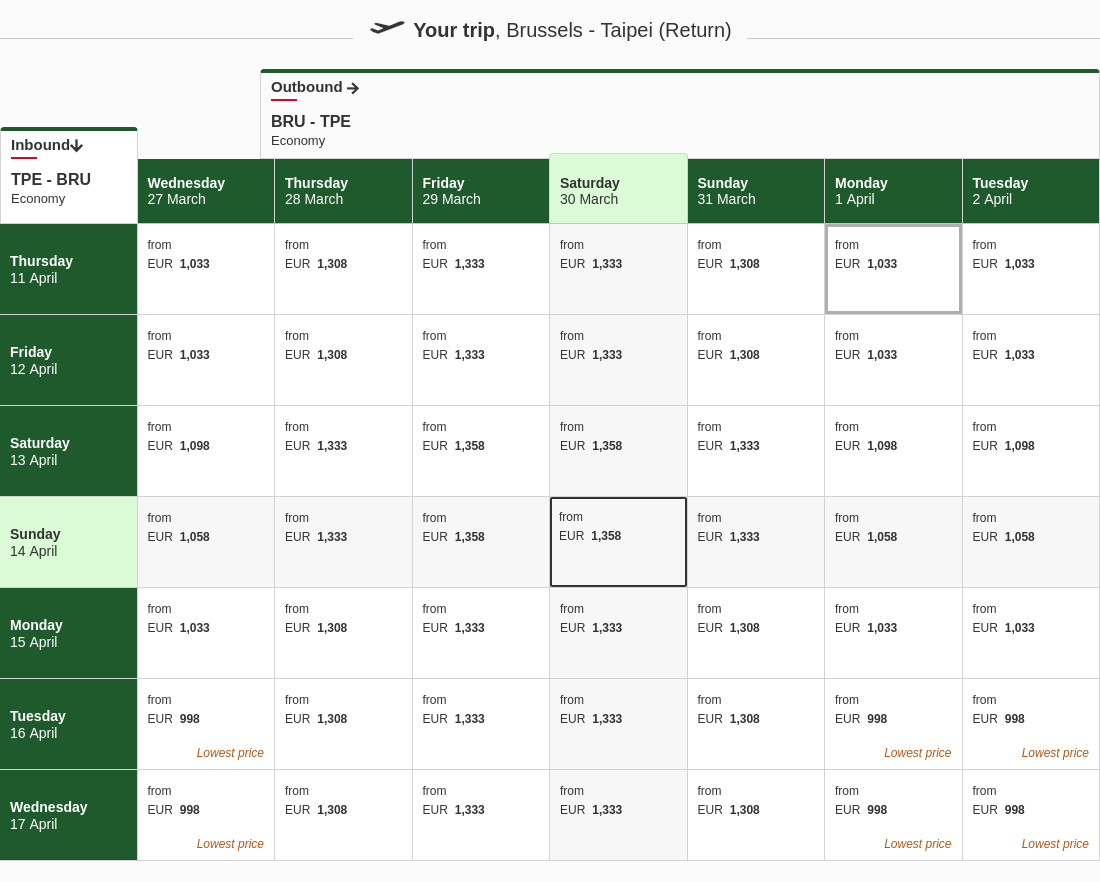 Your trip, Brussels - Taipei (Return)
Outbound
BRU - TPE
Economy
Inbound
TPE - BRU
Economy
Wednesday Thursday Friday Saturday Sunday Monday Tuesday
27 March 28 March 29 March 30 March 31 March 1 April 2 April
from from from from from from from
Thursday EUR 1,033 EUR 1,308 EUR 1,333 EUR 1,333 EUR 1,308 EUR 1,033 EUR 1,033
11 April
from from from from from from from
Friday EUR 1,033 EUR 1,308 EUR 1,333 EUR 1,333 EUR 1,308 EUR 1,033 EUR 1,033
12 April
from from from from from from from
Saturday EUR 1,098 EUR 1,333 EUR 1,358 EUR 1,358 EUR 1,333 EUR 1,098 EUR 1,098
13 April
from from from from from from from
Sunday EUR 1,058 EUR 1,333 EUR 1,358 EUR 1,358 EUR 1,333 EUR 1,058 EUR 1,058
14 April
from from from from from from from
Monday EUR 1,033 EUR 1,308 EUR 1,333 EUR 1,333 EUR 1,308 EUR 1,033 EUR 1,033
15 April
from from from from from from from
Tuesday EUR 998 EUR 1,308 EUR 1,333 EUR 1,333 EUR 1,308 EUR 998 EUR 998
16 April
Lowest price Lowest price Lowest price
from from from from from from from
Wednesday EUR 998 EUR 1,308 EUR 1,333 EUR 1,333 EUR 1,308 EUR 998 EUR 998
17 April
Lowest price Lowest price Lowest price